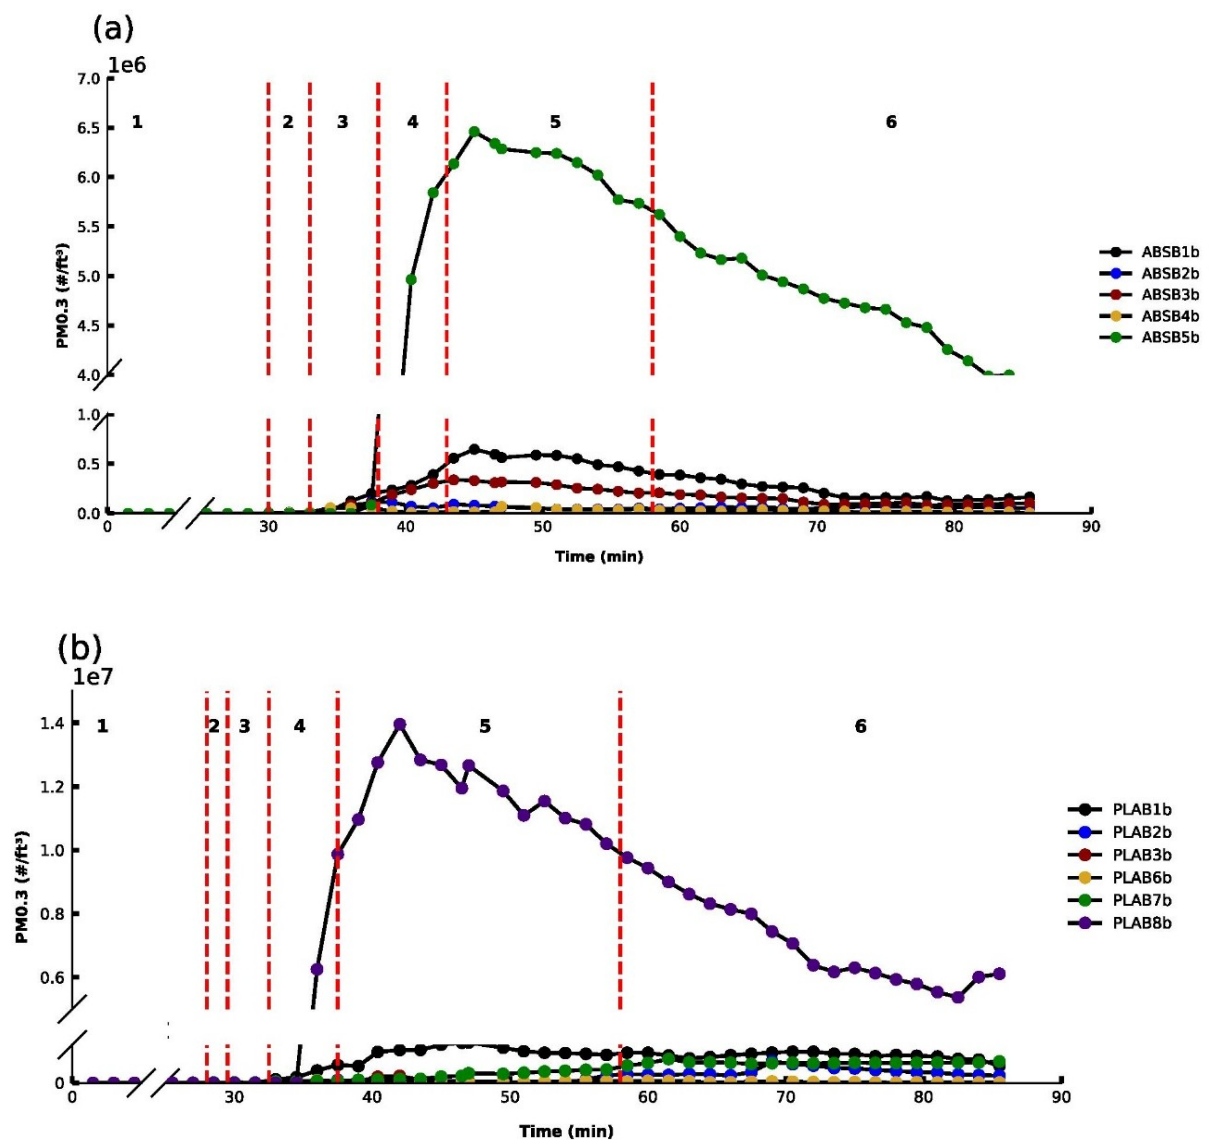 (a)
1e6
7.0
6.5
6.0
5.5
5.0
4.5
4.0
1.0
0.5
0.0
PM0.3 (#/ft³)
1 2 3 4 5 6
0 30 40 50 60 70 80 90
Time (min)
ABSB1b
ABSB2b
ABSB3b
ABSB4b
ABSB5b
(b)
1e7
1.4
1.2
1.0
0.8
0.6
0
PM0.3 (#/ft³)
1 2 3 4 5 6
0 30 40 50 60 70 80 90
Time (min)
PLAB1b
PLAB2b
PLAB3b
PLAB6b
PLAB7b
PLAB8b